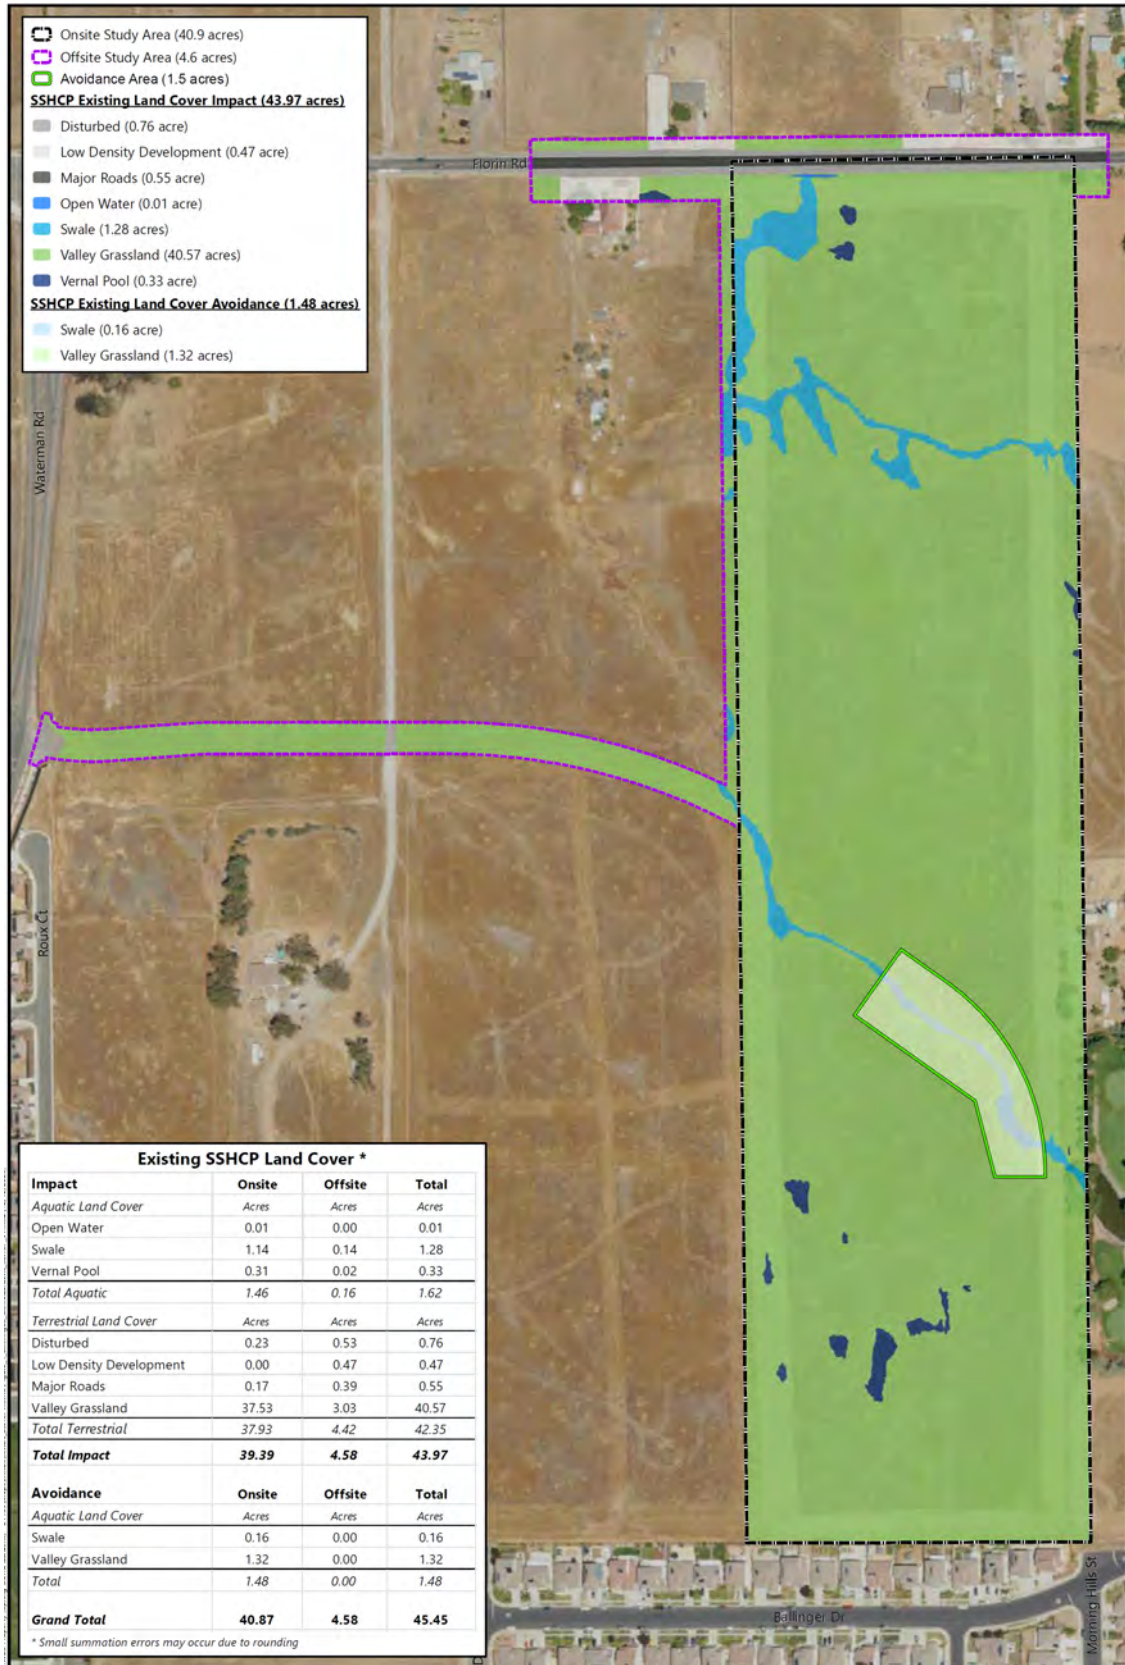 Onsite Study Area (40.9 acres)
Offsite Study Area (4.6 acres)
Avoidance Area (1.5 acres)
SSHCP Existing Land Cover Impact (43.97 acres)
Disturbed (0.76 acre)
Low Density Development (0.47 acre)
Major Roads (0.55 acre)
Open Water (0.01 acre)
Swale (1.28 acres)
Valley Grassland (40.57 acres)
Vernal Pool (0.33 acre)
SSHCP Existing Land Cover Avoidance (1.48 acres)
Swale (0.16 acre)
Valley Grassland (1.32 acres)
Florin Rd
Waterman Rd
Roux Ct
Existing SSHCP Land Cover *
Impact Onsite Offsite Total
Aquatic Land Cover Acres Acres Acres
Open Water 0.01 0.00 0.01
Swale 1.14 0.14 1.28
Vernal Pool 0.31 0.02 0.33
Total Aquatic 1.46 0.16 1.62
Terrestrial Land Cover Acres Acres Acres
Disturbed 0.23 0.53 0.76
Low Density Development 0.00 0.47 0.47
Major Roads 0.17 0.39 0.55
Valley Grassland 37.53 3.03 40.57
Total Terrestrial 37.93 4.42 42.35
Total Impact 39.39 4.58 43.97
Avoidance Onsite Offsite Total
Aquatic Land Cover Acres Acres Acres
Swale 0.16 0.00 0.16
Valley Grassland 1.32 0.00 1.32
Total 1.48 0.00 1.48
Grand Total 40.87 4.58 45.45
* Small summation errors may occur due to rounding
Ballinger Dr
Morning Hills St